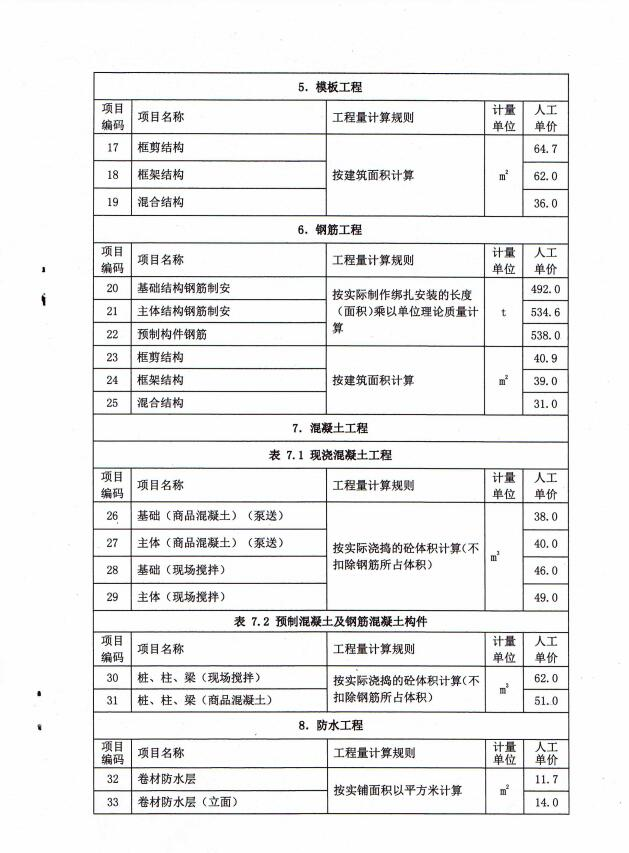 5. 模板工程
项目编码 项目名称 工程量计算规则 计量单位 人工单价
17 框剪结构 按建筑面积计算 m² 64.7
18 框架结构 62.0
19 混合结构 36.0
6. 钢筋工程
项目编码 项目名称 工程量计算规则 计量单位 人工单价
20 基础结构钢筋制安 按实际制作绑扎安装的长度（面积)乘以单位理论质量计算 t 492.0
21 主体结构钢筋制安 534.6
22 预制构件钢筋 538.0
23 框剪结构 按建筑面积计算 m² 40.9
24 框架结构 39.0
25 混合结构 31.0
7. 混凝土工程
表 7.1 现浇混凝土工程
项目编码 项目名称 工程量计算规则 计量单位 人工单价
26 基础（商品混凝土）（泵送） 按实际浇捣的砼体积计算(不扣除钢筋所占体积） m³ 38.0
27 主体（商品混凝土）（泵送） 40.0
28 基础（现场搅拌） 46.0
29 主体（现场搅拌） 49.0
表 7.2 预制混凝土及钢筋混凝土构件
项目编码 项目名称 工程量计算规则 计量单位 人工单价
30 桩、柱、梁（现场搅拌） 按实际浇捣的砼体积计算(不扣除钢筋所占体积） m³ 62.0
31 桩、柱、梁（商品混凝土） 51.0
8. 防水工程
项目编码 项目名称 工程量计算规则 计量单位 人工单价
32 卷材防水层 按实铺面积以平方米计算 m² 11.7
33 卷材防水层（立面） 14.0